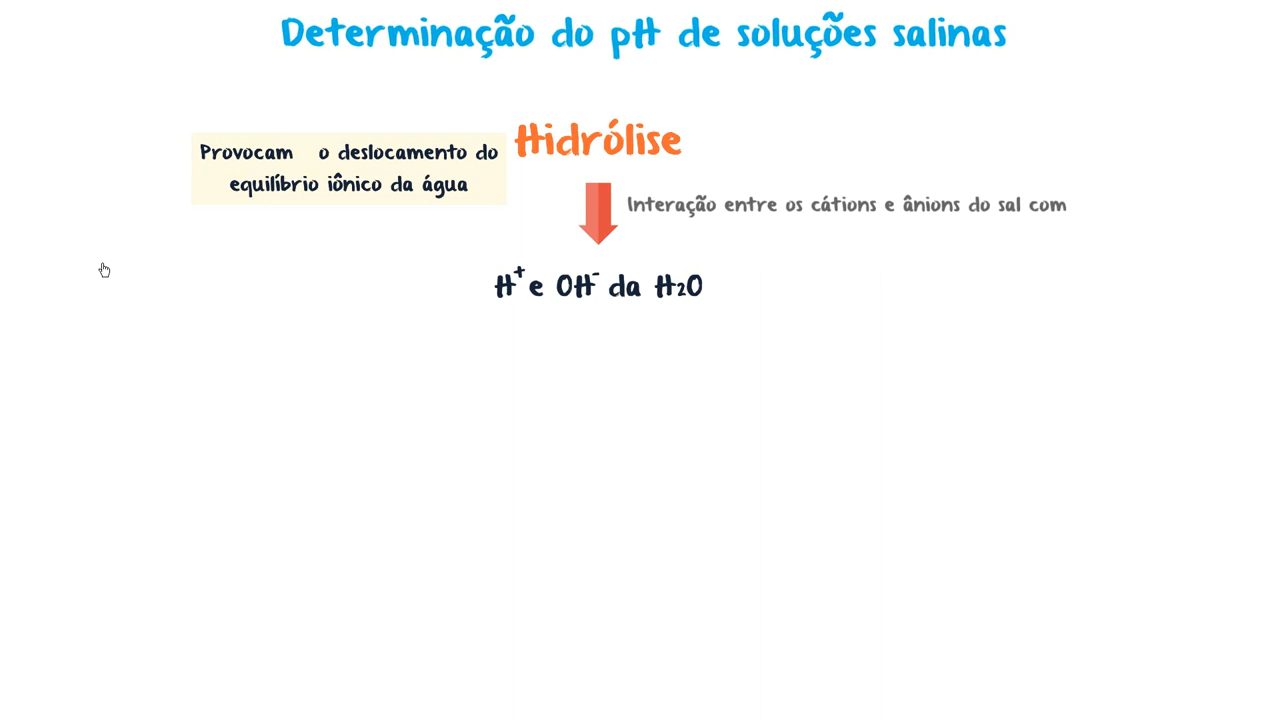 Determinação do pH de soluções salinas
Hidrólise
Provocam o deslocamento do
equilíbrio iônico da água
Interação entre os cátions e ânions do sal com
H⁺ e OH⁻ da H₂O